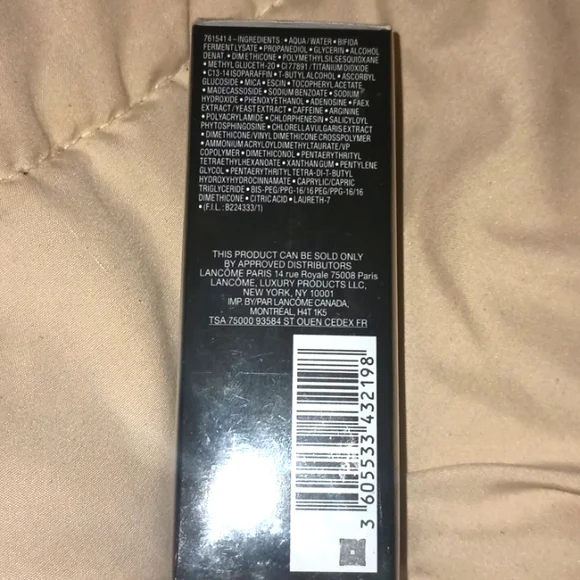 761541 4 - INGREDIENTS: • AQUA / WATER • BIFIDA
FERMENT LYSATE • PROPANEDIOL • GLYCERIN • ALCOHOL
DENAT. • DIMETHICONE • POLYMETHYLSILSESQUIOXANE
• METHYL GLUCETH-20 • CI 77891 / TITANIUM DIOXIDE
• C13-14 ISOPARAFFIN • T-BUTYL ALCOHOL • ASCORBYL
GLUCOSIDE • MICA • ESCIN • TOCOPHERYL ACETATE
• MADECASSOSIDE • SODIUM BENZOATE • SODIUM
HYDROXIDE • PHENOXYETHANOL • ADENOSINE • FAEX
EXTRACT / YEAST EXTRACT • CAFFEINE • ARGININE
• POLYACRYLAMIDE • CHLORPHENESIN • SALICYLOYL
PHYTOSPHINGOSINE • CHLORELLA VULGARIS EXTRACT
• DIMETHICONE/VINYL DIMETHICONE CROSSPOLYMER
• AMMONIUM ACRYLOYLDIMETHYLTAURATE/VP
COPOLYMER • DIMETHICONOL • PENTAERYTHRITYL
TETRAETHYLHEXANOATE • XANTHAN GUM • PENTYLENE
GLYCOL • PENTAERYTHRITYL TETRA-DI-T-BUTYL
HYDROXYHYDROCINNAMATE • CAPRYLIC/CAPRIC
TRIGLYCERIDE • BIS-PEG/PPG-16/16 PEG/PPG-16/16
DIMETHICONE • CITRIC ACID • LAURETH-7
• (F.I.L.: B224333/1)
THIS PRODUCT CAN BE SOLD ONLY
BY APPROVED DISTRIBUTORS
LANCÔME PARIS 14 rue Royale 75008 Paris
LANCÔME, LUXURY PRODUCTS LLC,
NEW YORK, NY 10001
IMP. BY/PAR LANCÔME CANADA,
MONTRÉAL, H4T 1K5
TSA 75000 93584 ST OUEN CEDEX FR
3 605533 432198